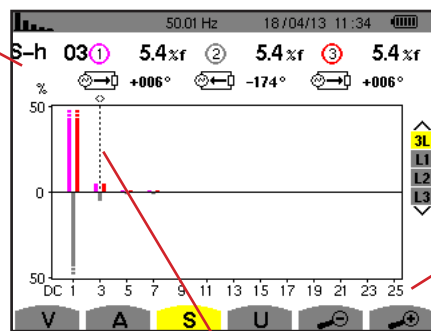 50.01 Hz 18/04/13 11:34
S-h 03 1 5.4%f 2 5.4%f 3 5.4%f
+006° -174° +006°
%
50
3L
L1
L2
L3
0
50
DC 1 3 5 7 9 11 13 15 17 19 21 23 25
V A S U